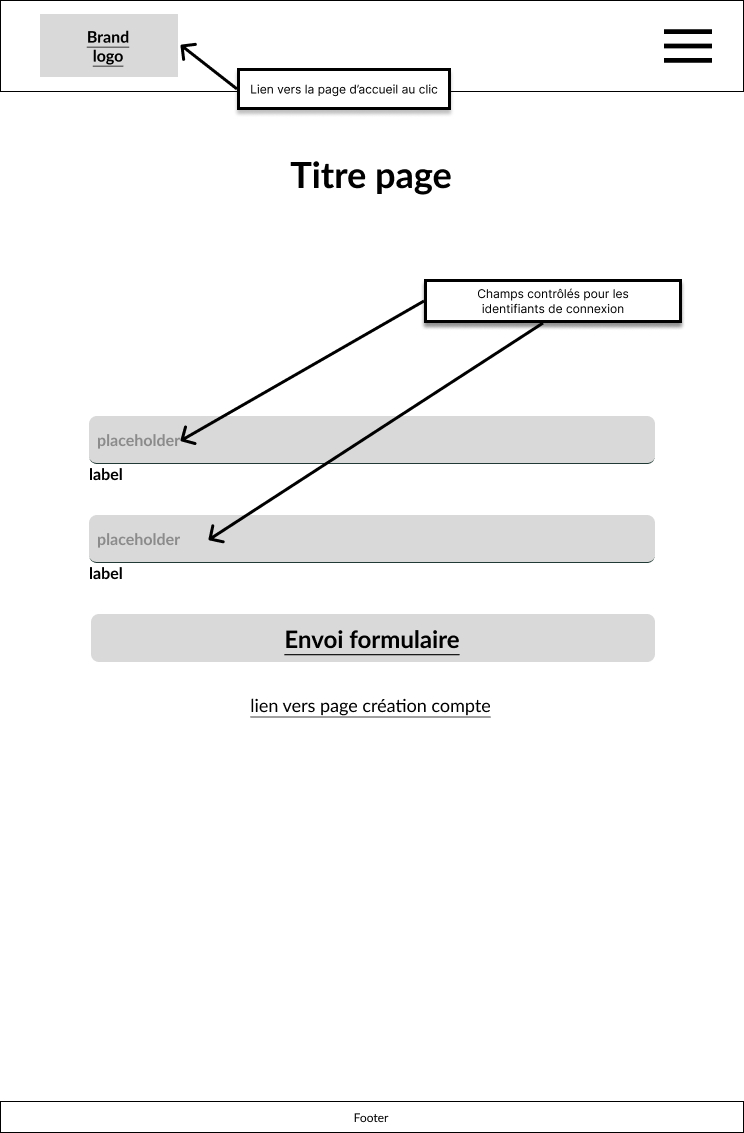 Brand
logo
Lien vers la page d’accueil au clic
Titre page
Champs contrôlés pour les
identifiants de connexion
placeholder
label
placeholder
label
Envoi formulaire
lien vers page création compte
Footer